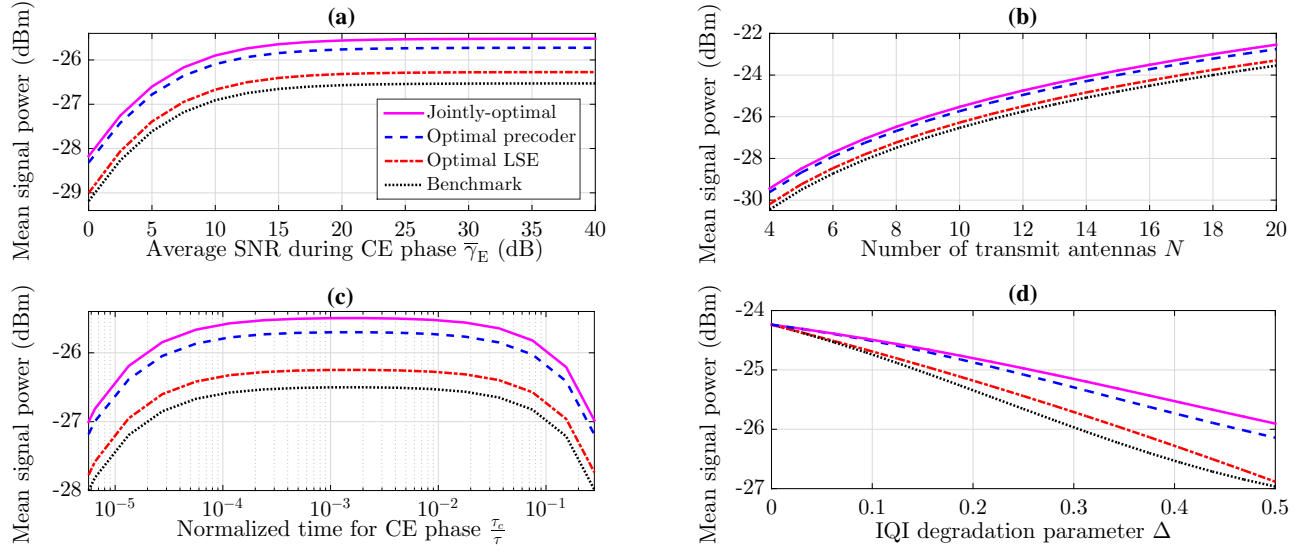 (a)
Mean signal power (dBm)
-26
-27
-28
-29
0 5 10 15 20 25 30 35 40
Average SNR during CE phase γ̅_E (dB)
Jointly-optimal
Optimal precoder
Optimal LSE
Benchmark
(b)
Mean signal power (dBm)
-22
-24
-26
-28
-30
4 6 8 10 12 14 16 18 20
Number of transmit antennas N
(c)
Mean signal power (dBm)
-26
-27
-28
10⁻⁵ 10⁻⁴ 10⁻³ 10⁻² 10⁻¹
Normalized time for CE phase τ_c/τ
(d)
Mean signal power (dBm)
-24
-25
-26
-27
0 0.1 0.2 0.3 0.4 0.5
IQI degradation parameter Δ